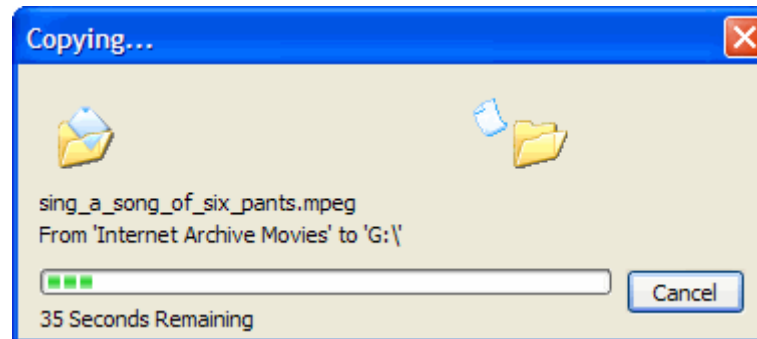 Copying...
sing_a_song_of_six_pants.mpeg
From 'Internet Archive Movies' to 'G:\'
Cancel
35 Seconds Remaining